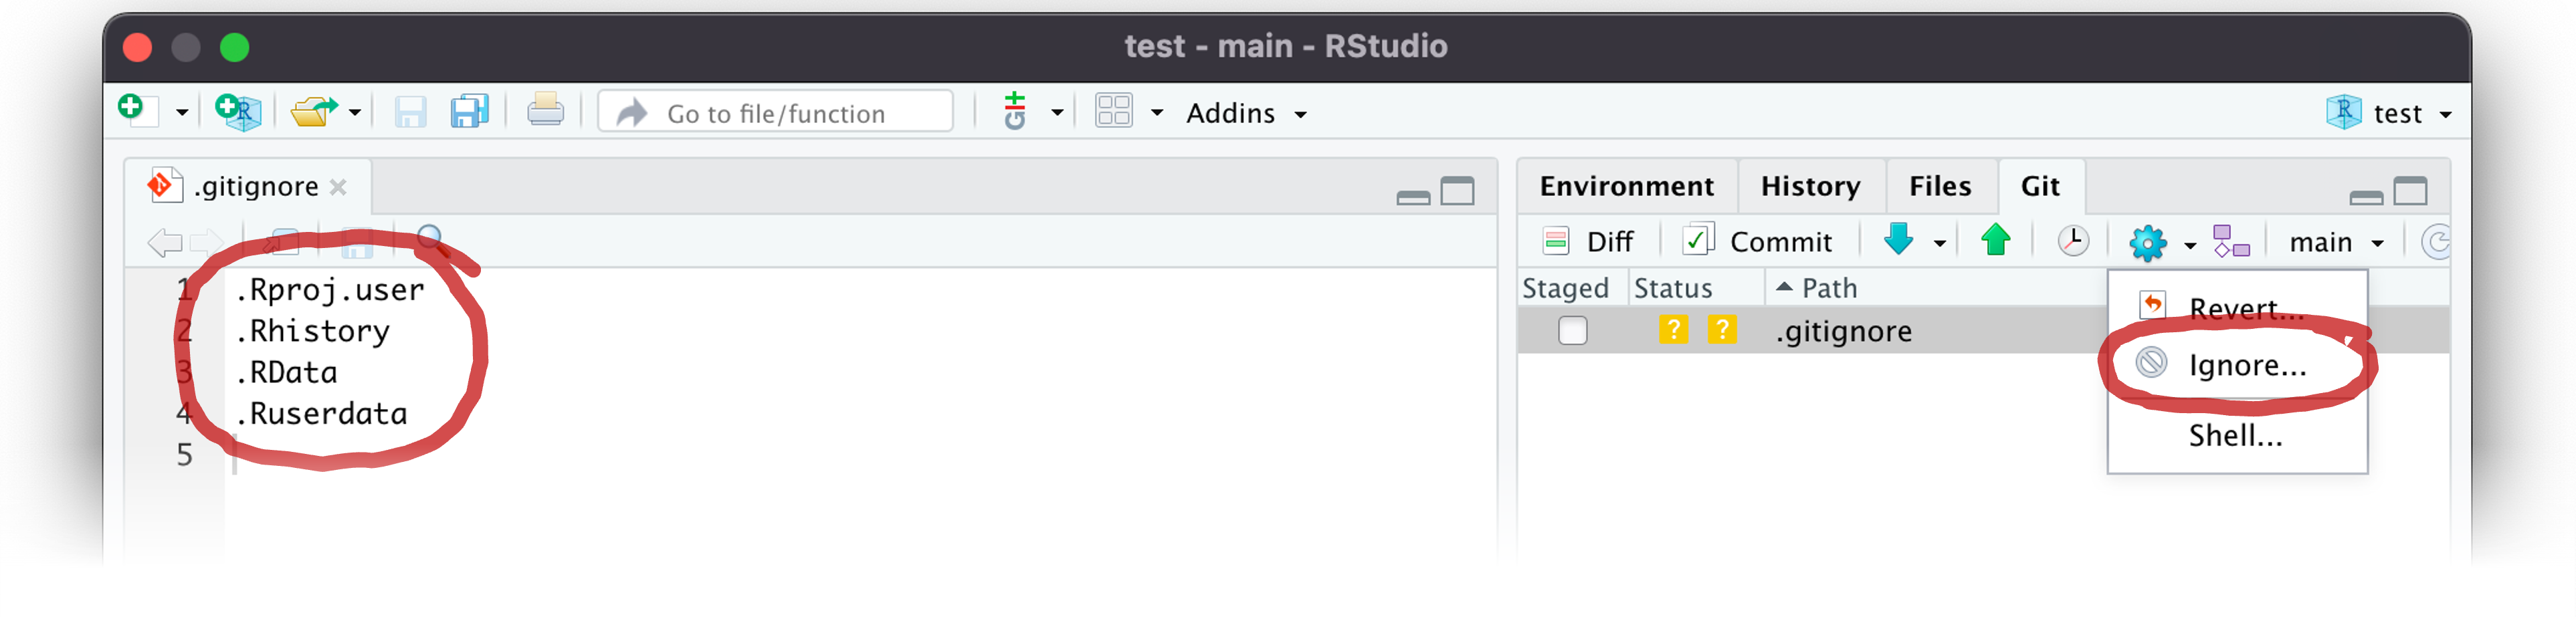 test - main - RStudio
Go to file/function
Addins
test
.gitignore
1 .Rproj.user
2 .Rhistory
3 .RData
4 .Ruserdata
5
Environment History Files Git
Diff Commit main
Staged Status Path
? ? .gitignore
Revert...
Ignore...
Shell...